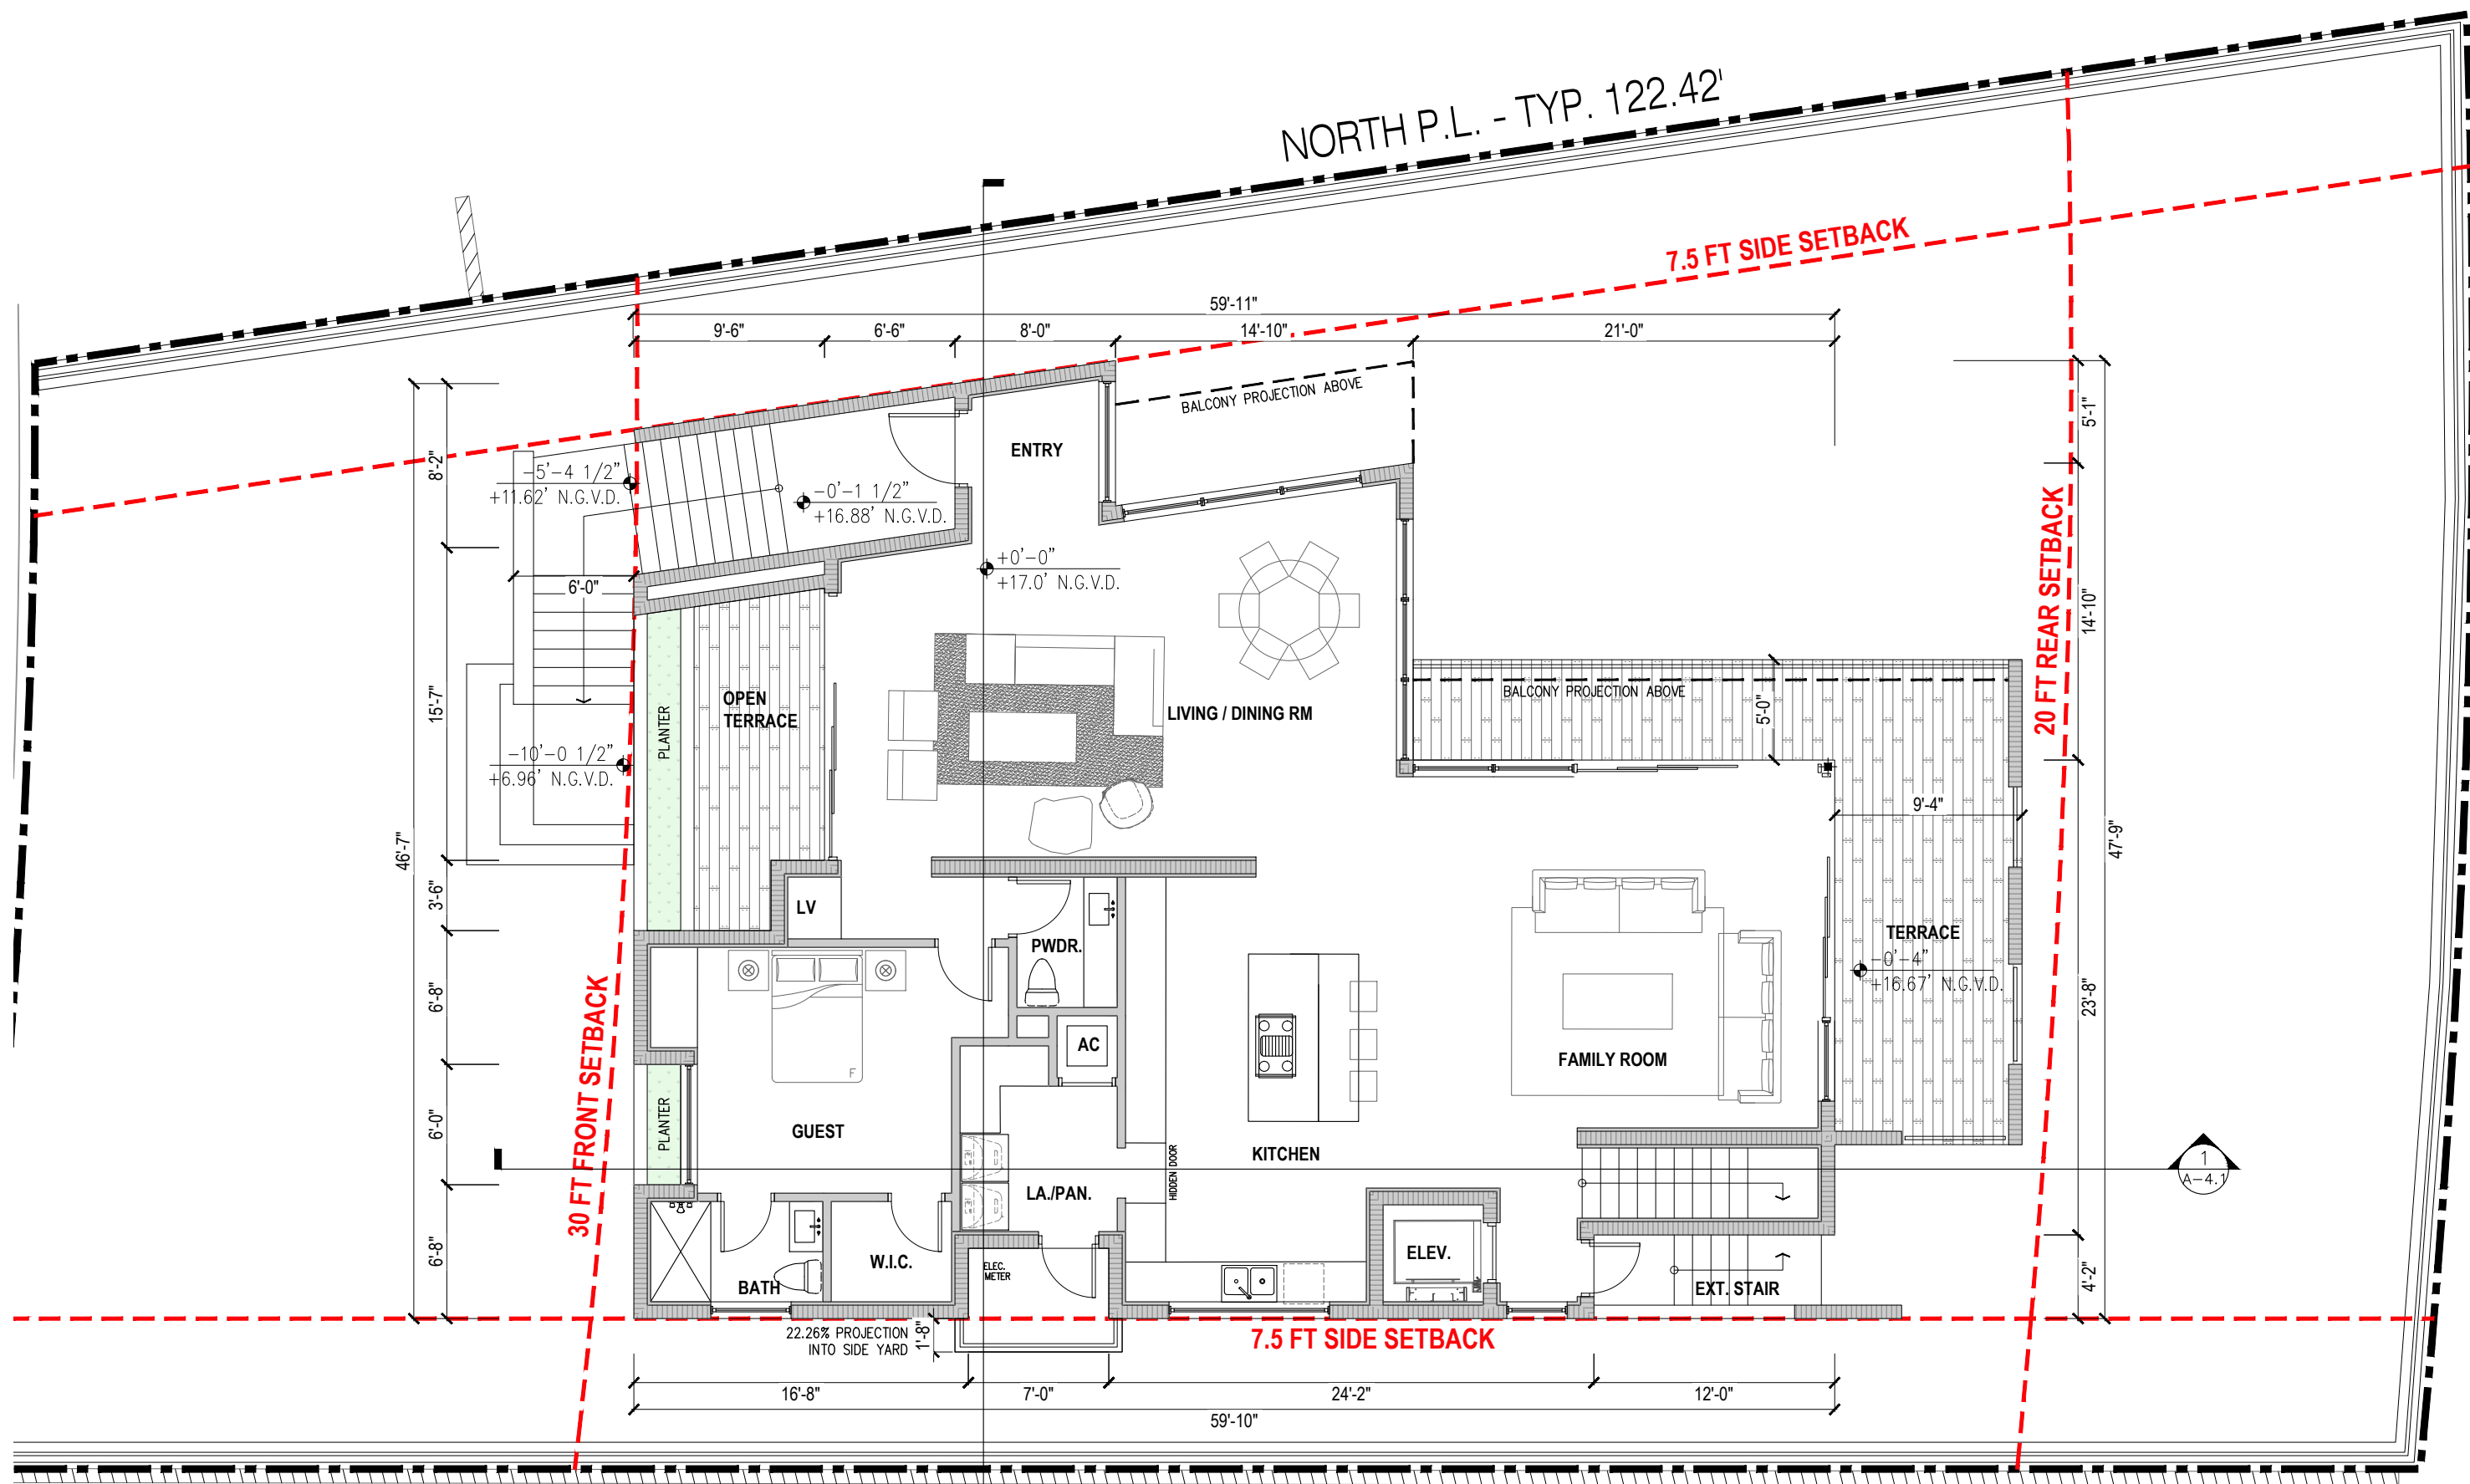 NORTH P.L. - TYP. 122.42'
7.5 FT SIDE SETBACK
59'-11"
9'-6"
6'-6"
8'-0"
14'-10"
21'-0"
BALCONY PROJECTION ABOVE
5'-1"
ENTRY
8'-2"
-5'-4 1/2"
+11.62' N.G.V.D.
-0'-1 1/2"
+16.88' N.G.V.D.
+0'-0"
+17.0' N.G.V.D.
6'-0"
20 FT REAR SETBACK
14'-10"
OPEN
TERRACE
PLANTER
15'-7"
LIVING / DINING RM
BALCONY PROJECTION ABOVE
5'-0"
-10'-0 1/2"
+6.96' N.G.V.D.
9'-4"
46'-7"
47'-9"
3'-6"
LV
PWDR.
TERRACE
-0'-4"
+16.67' N.G.V.D.
6'-8"
23'-8"
AC
FAMILY ROOM
F
30 FT FRONT SETBACK
PLANTER
6'-0"
GUEST
KITCHEN
HIDDEN DOOR
1
A-4.1
LA./PAN.
6'-8"
BATH
W.I.C.
ELEC.
METER
ELEV.
EXT. STAIR
4'-2"
22.26% PROJECTION
INTO SIDE YARD
1'-8"
7.5 FT SIDE SETBACK
16'-8"
7'-0"
24'-2"
12'-0"
59'-10"